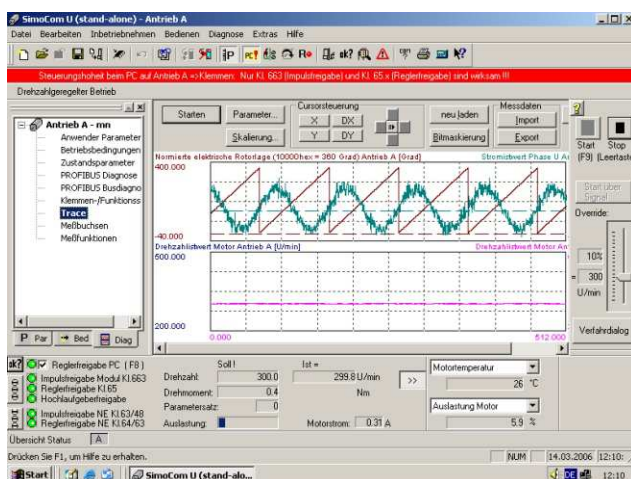 SimoCom U (stand-alone) - Antrieb A
Datei Bearbeiten Inbetriebnehmen Bedienen Diagnose Extras Hilfe
Steuerungshoheit beim PC auf Antrieb A =>Klemmen: Nur Kl. 663 (Impulsfreigabe) und Kl. 65.x (Reglerfreigabe) sind wirksam !!!
Drehzahlgeregelter Betrieb
Antrieb A - mn
Anwender Parameter
Betriebsbedingungen
Zustandsparameter
PROFIBUS Diagnose
PROFIBUS Busdiagno
Klemmen-/Funktionss
Trace
Meßbuchsen
Meßfunktionen
P Par Bed Diag
Starten Parameter... Cursorsteuerung X DX neu laden Messdaten Import
Skalierung... Y DY Bitmaskierung Export
Normierte elektrische Rotorlage (10000hex = 360 Grad) Antrieb A [Grad] Stromistwert Phase U A
400.000
-40.000
Drehzahlistwert Motor Antrieb A [U/min] Drehzahlistwert Motor An
600.000
200.000
0.000 512.000
Start Stop
(F9) (Leertaste
Start über
Signal
Override:
10%
= 300
U/min
Verfahrdialog
ok? Reglerfreigabe PC ( F8 )
Impulsfreigabe Modul Kl.663
Reglerfreigabe Kl.65
Hochlaufgeberfreigabe
Impulsfreigabe NE Kl.63/48
Reglerfreigabe NE Kl.64/63
Soll ! Ist =
Drehzahl: 300.0 299.8 U/min >>
Drehmoment: 0.4 Nm
Parametersatz: 0
Auslastung: Motorstrom: 0.31 A
Motortemperatur
26 °C
Auslastung Motor
5.9 %
Übersicht Status A
Drücken Sie F1, um Hilfe zu erhalten. NUM 14.03.2006 12:10:
Start SimoCom U (stand-alo... DE 12:10